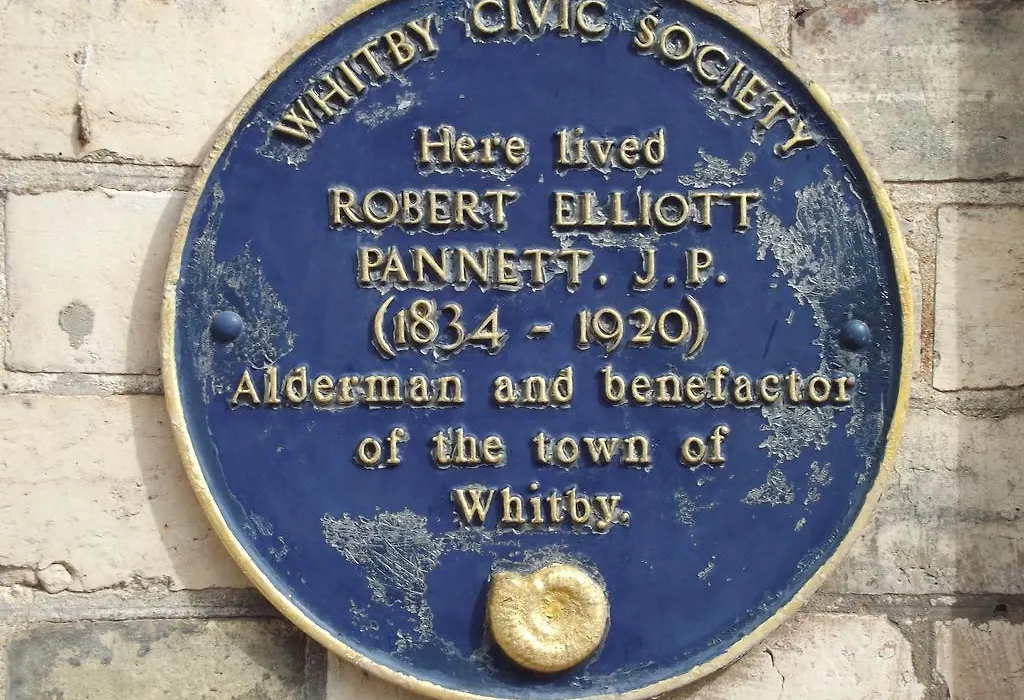 WHITBY CIVIC SOCIETY
Here lived
ROBERT ELLIOTT
PANNETT. J.P.
(1834 - 1920)
Alderman and benefactor
of the town of
Whitby.